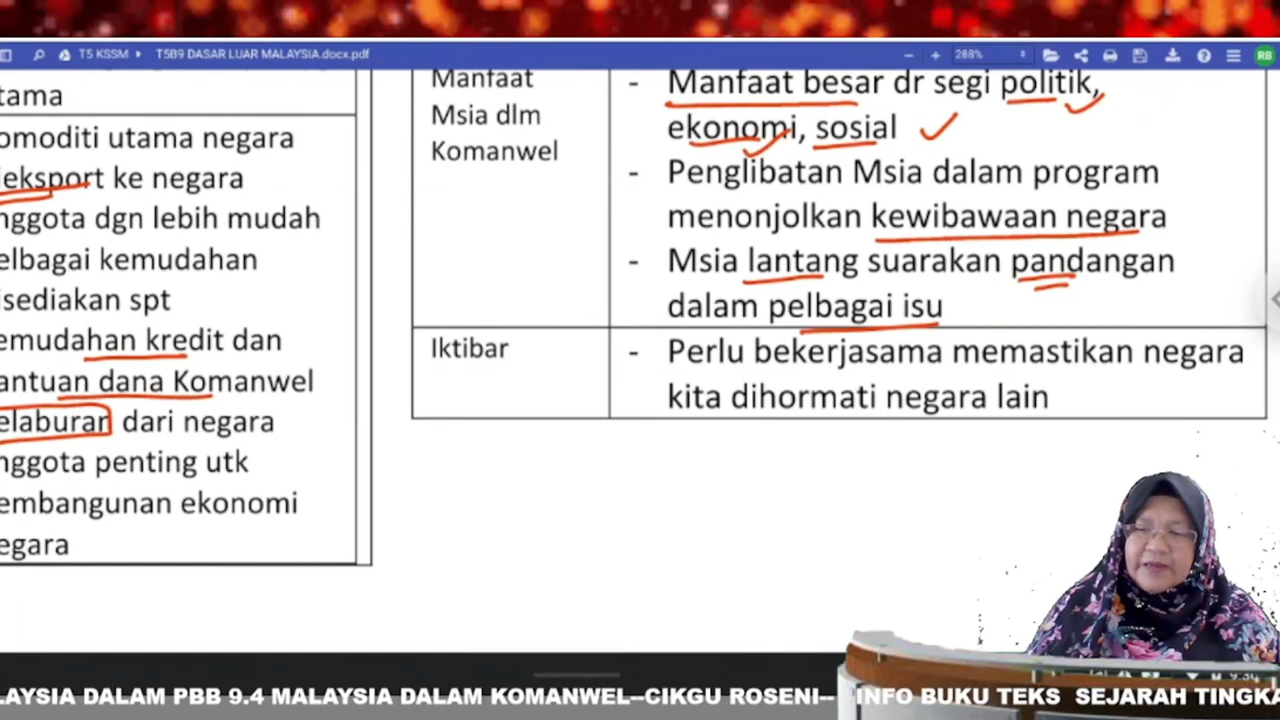 T5 KSSM ▸ T5B9 DASAR LUAR MALAYSIA.docx.pdf
288%
RB
tama
omoditi utama negara
ieksport ke negara
nggota dgn lebih mudah
elbagai kemudahan
isediakan spt
emudahan kredit dan
antuan dana Komanwel
elaburan dari negara
nggota penting utk
embangunan ekonomi
egara
Manfaat
Msia dlm
Komanwel
- Manfaat besar dr segi politik,
ekonomi, sosial
- Penglibatan Msia dalam program
menonjolkan kewibawaan negara
- Msia lantang suarakan pandangan
dalam pelbagai isu
Iktibar
- Perlu bekerjasama memastikan negara
kita dihormati negara lain
LAYSIA DALAM PBB 9.4 MALAYSIA DALAM KOMANWEL--CIKGU ROSENI-- INFO BUKU TEKS SEJARAH TINGKA